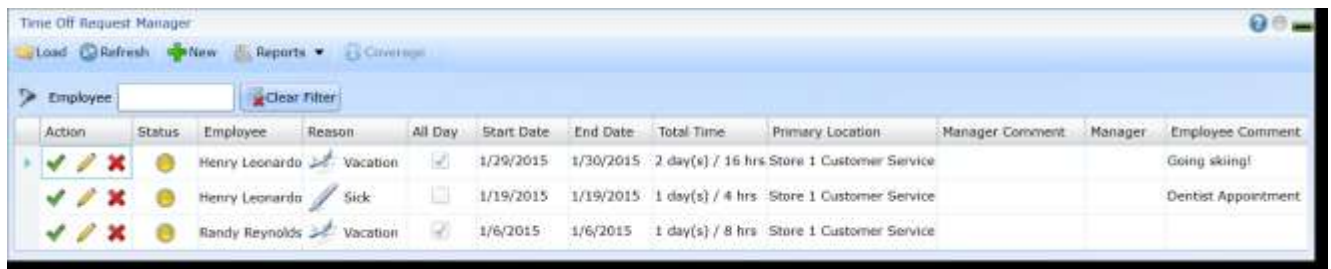 Time Off Request Manager
Load Refresh New Reports Coverage
Employee Clear Filter
Action Status Employee Reason All Day Start Date End Date Total Time Primary Location Manager Comment Manager Employee Comment
Henry Leonardo Vacation 1/29/2015 1/30/2015 2 day(s) / 16 hrs Store 1 Customer Service Going skiing!
Henry Leonardo Sick 1/19/2015 1/19/2015 1 day(s) / 4 hrs Store 1 Customer Service Dentist Appointment
Randy Reynolds Vacation 1/6/2015 1/6/2015 1 day(s) / 8 hrs Store 1 Customer Service